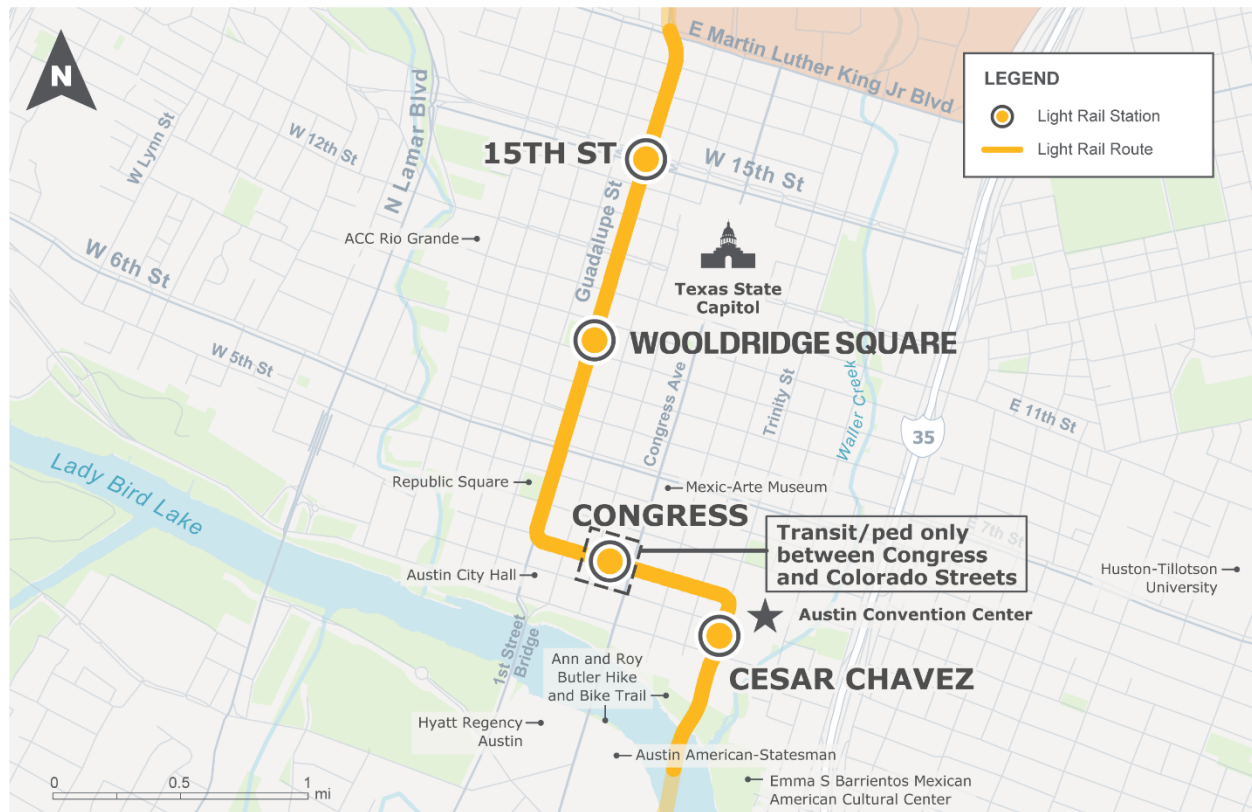 N
E Martin Luther King Jr Blvd
LEGEND
Light Rail Station
Light Rail Route
W Lynn St
W 12th St
N Lamar Blvd
15TH ST
W 15th St
Guadalupe St
ACC Rio Grande
W 6th St
Texas State
Capitol
WOOLDRIDGE SQUARE
W 5th St
Congress Ave
Trinity St
Waller Creek
35
E 11th St
Lady Bird Lake
Republic Square
Mexic-Arte Museum
CONGRESS
E 7th St
Transit/ped only
between Congress
and Colorado Streets
Austin City Hall
Huston-Tillotson
University
Austin Convention Center
1st Street
Bridge
Ann and Roy
Butler Hike
and Bike Trail
CESAR CHAVEZ
Hyatt Regency
Austin
Austin American-Statesman
Emma S Barrientos Mexican
American Cultural Center
0 0.5 1
mi